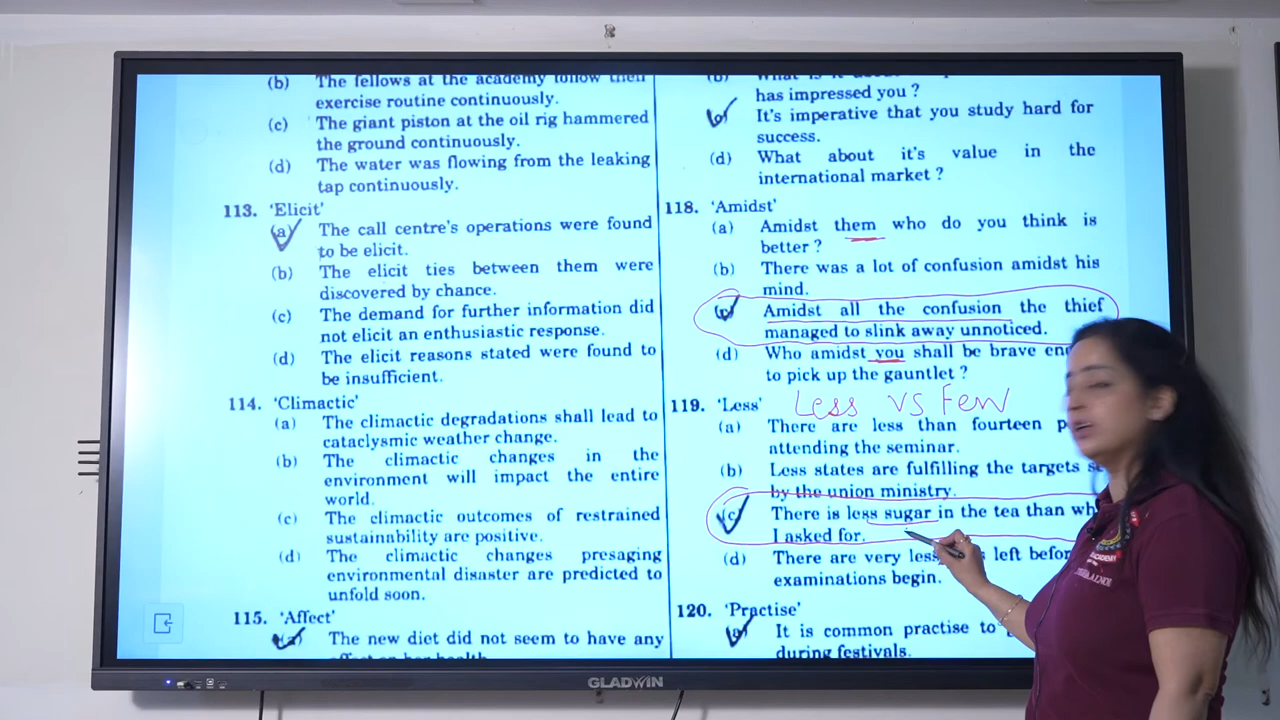 (b) The fellows at the academy follow their
exercise routine continuously.
(c) The giant piston at the oil rig hammered
the ground continuously.
(d) The water was flowing from the leaking
tap continuously.
113. 'Elicit'
(a) The call centre's operations were found
to be elicit.
(b) The elicit ties between them were
discovered by chance.
(c) The demand for further information did
not elicit an enthusiastic response.
(d) The elicit reasons stated were found to
be insufficient.
114. 'Climactic'
(a) The climactic degradations shall lead to
cataclysmic weather change.
(b) The climactic changes in the
environment will impact the entire
world.
(c) The climactic outcomes of restrained
sustainability are positive.
(d) The climactic changes presaging
environmental disaster are predicted to
unfold soon.
115. 'Affect'
(a) The new diet did not seem to have any
affect on her health.
(b) What is it
has impressed you ?
(c) It's imperative that you study hard for
success.
(d) What about it's value in the
international market ?
118. 'Amidst'
(a) Amidst them who do you think is
better ?
(b) There was a lot of confusion amidst his
mind.
(c) Amidst all the confusion the thief
managed to slink away unnoticed.
(d) Who amidst you shall be brave
to pick up the gauntlet ?
119. 'Less' Less vs Few
(a) There are less than fourteen
attending the seminar.
(b) Less states are fulfilling the targets
by the union ministry.
(c) There is less sugar in the tea than
I asked for.
(d) There are very less left
examinations begin.
120. 'Practise'
(a) It is common practise to
during festivals.
GLADWIN